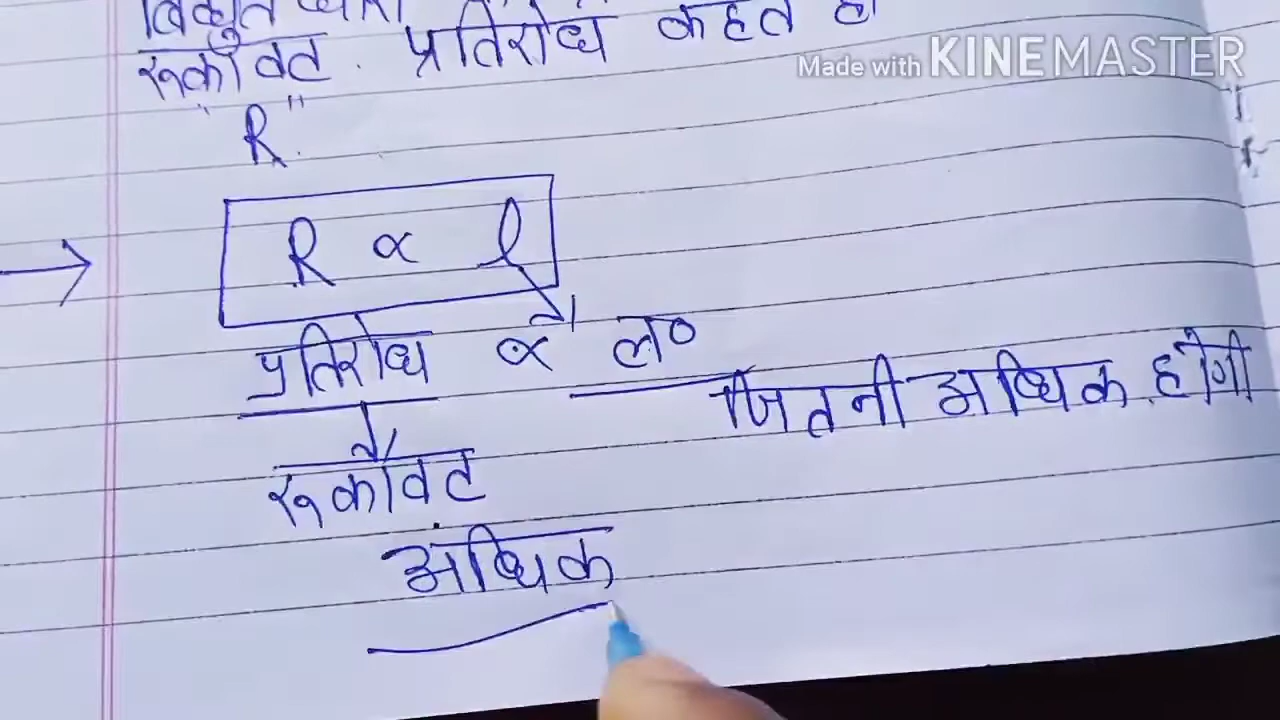 विद्युत धारा
रूकावट प्रतिरोध कहते है
Made with KINEMASTER
"R"
R ∝ l
प्रतिरोध ∝ ल०
जितनी अधिक होगी
रूकावट
अधिक